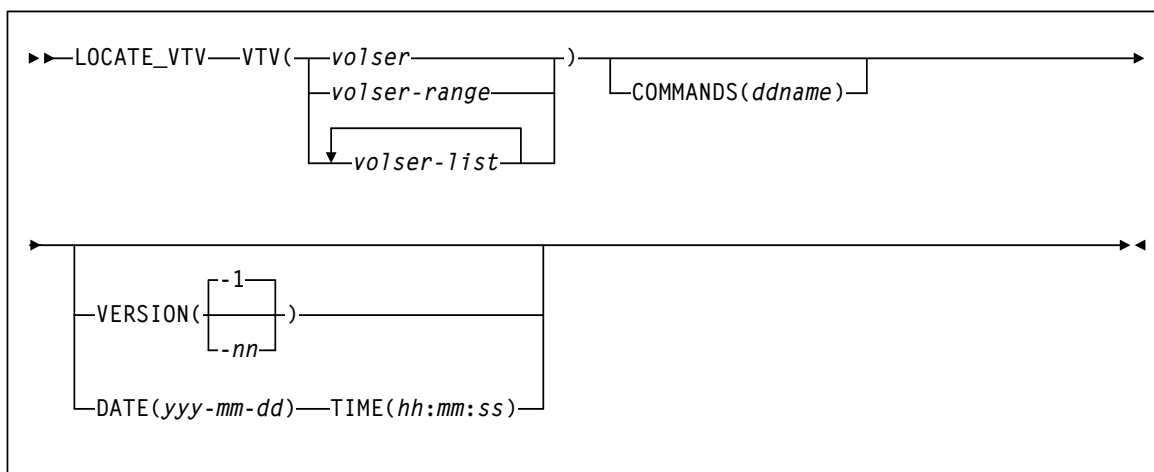 LOCATE_VTV VTV( volser )
volser-range COMMANDS(ddname)
volser-list
-1
VERSION( )
-nn
DATE(yyy-mm-dd) TIME(hh:mm:ss)